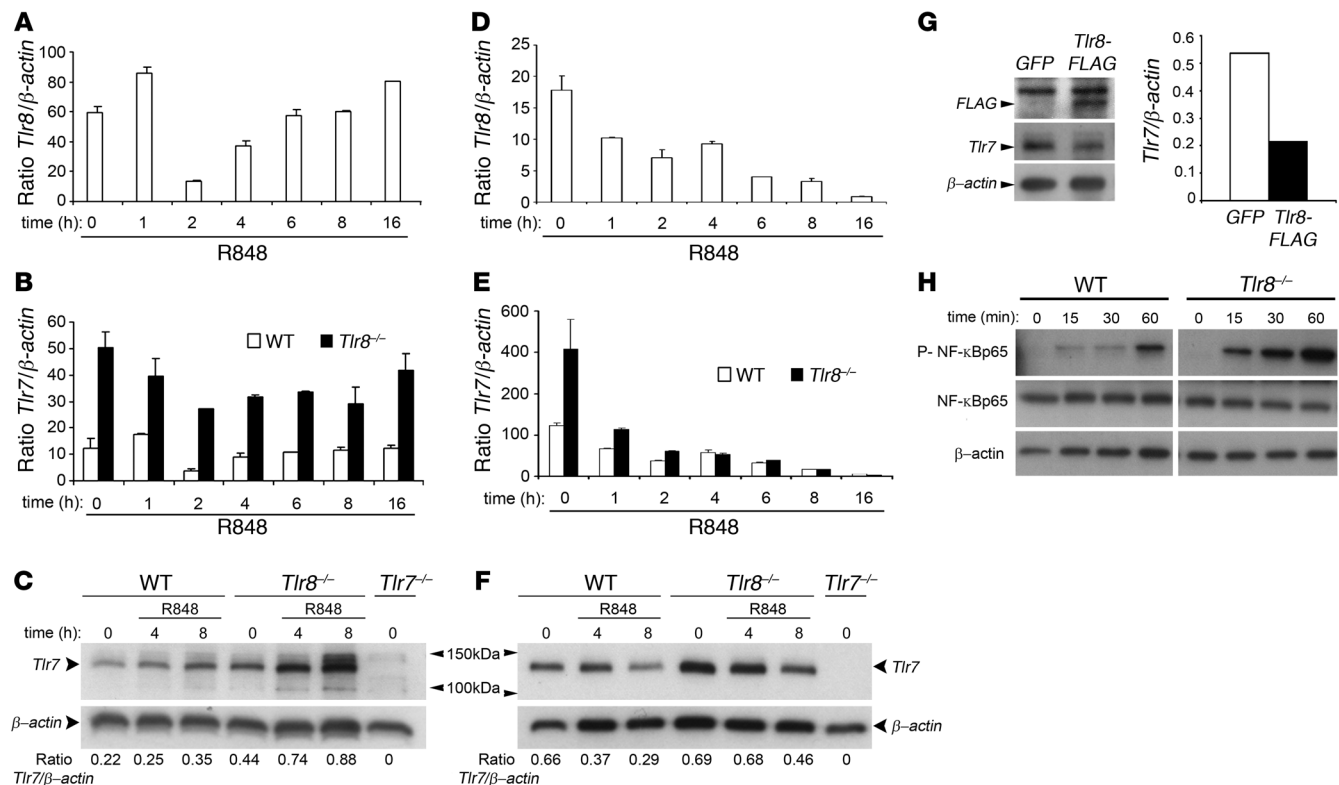 A
Ratio Tlr8/β-actin
100
80
60
40
20
0
time (h): 0 1 2 4 6 8 16
R848
B
Ratio Tlr7/β-actin
60
50
40
30
20
10
0
WT Tlr8–/–
time (h): 0 1 2 4 6 8 16
R848
C
WT Tlr8–/– Tlr7–/–
R848 R848
time (h): 0 4 8 0 4 8 0
Tlr7
150kDa
100kDa
β–actin
Ratio 0.22 0.25 0.35 0.44 0.74 0.88 0
Tlr7/β–actin
D
Ratio Tlr8/β-actin
25
20
15
10
5
0
time (h): 0 1 2 4 6 8 16
R848
E
Ratio Tlr7/β-actin
600
400
200
100
0
WT Tlr8–/–
time (h): 0 1 2 4 6 8 16
R848
F
WT Tlr8–/– Tlr7–/–
R848 R848
time (h): 0 4 8 0 4 8 0
Tlr7
β–actin
Ratio 0.66 0.37 0.29 0.69 0.68 0.46 0
Tlr7/β–actin
G
GFP Tlr8-
FLAG
FLAG
Tlr7
β–actin
Tlr7/β-actin
0.6
0.5
0.4
0.3
0.2
0.1
0
GFP Tlr8-
FLAG
H
WT Tlr8–/–
time (min): 0 15 30 60 0 15 30 60
P- NF-κBp65
NF-κBp65
β–actin